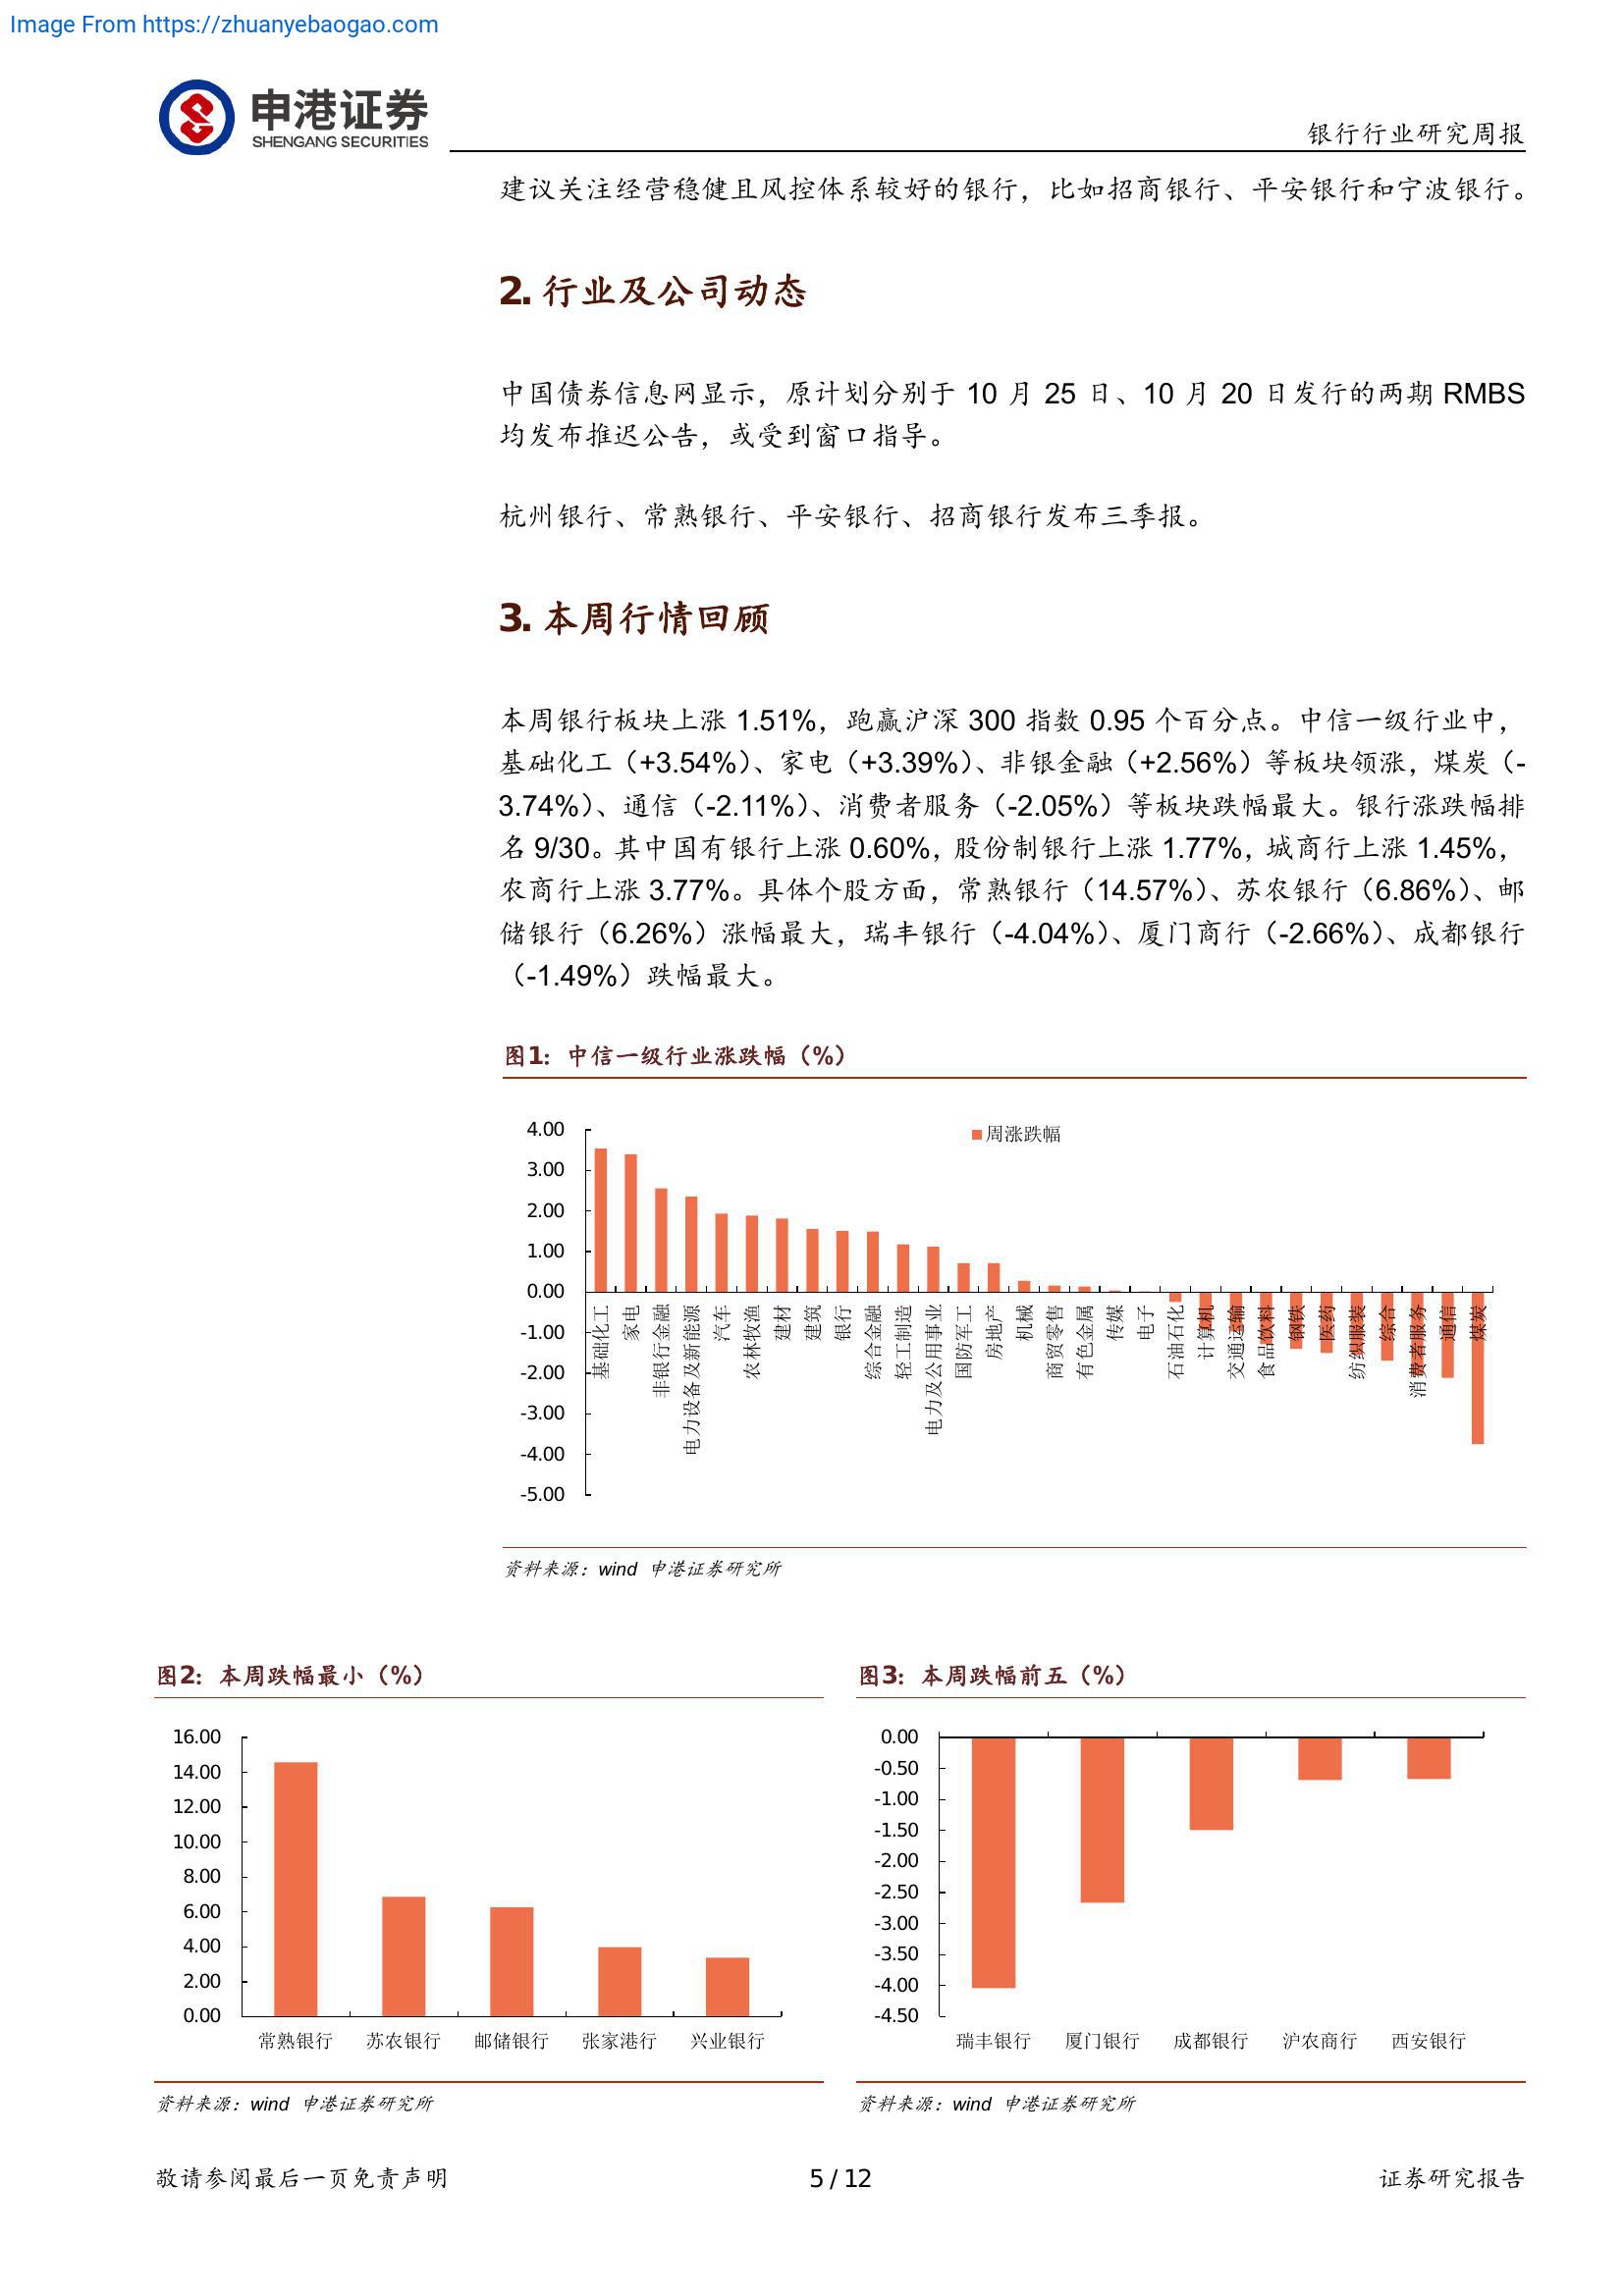 Image From https://zhuanyebaogao.com
申港证券
SHENGANG SECURITIES
银行行业研究周报
建议关注经营稳健且风控体系较好的银行，比如招商银行、平安银行和宁波银行。
2. 行业及公司动态
中国债券信息网显示，原计划分别于 10 月 25 日、10 月 20 日发行的两期 RMBS
均发布推迟公告，或受到窗口指导。
杭州银行、常熟银行、平安银行、招商银行发布三季报。
3. 本周行情回顾
本周银行板块上涨 1.51%，跑赢沪深 300 指数 0.95 个百分点。中信一级行业中，
基础化工（+3.54%）、家电（+3.39%）、非银金融（+2.56%）等板块领涨，煤炭（-
3.74%）、通信（-2.11%）、消费者服务（-2.05%）等板块跌幅最大。银行涨跌幅排
名 9/30。其中国有银行上涨 0.60%，股份制银行上涨 1.77%，城商行上涨 1.45%，
农商行上涨 3.77%。具体个股方面，常熟银行（14.57%）、苏农银行（6.86%）、邮
储银行（6.26%）涨幅最大，瑞丰银行（-4.04%）、厦门商行（-2.66%）、成都银行
（-1.49%）跌幅最大。
图1：中信一级行业涨跌幅（%）
周涨跌幅
4.00
3.00
2.00
1.00
0.00
-1.00
-2.00
-3.00
-4.00
-5.00
基础化工
家电
非银行金融
电力设备及新能源
汽车
农林牧渔
建材
建筑
银行
综合金融
轻工制造
电力及公用事业
国防军工
房地产
机械
商贸零售
有色金属
传媒
电子
石油石化
计算机
交通运输
食品饮料
钢铁
医药
纺织服装
综合
消费者服务
通信
煤炭
资料来源：wind 申港证券研究所
图2：本周跌幅最小（%）
16.00
14.00
12.00
10.00
8.00
6.00
4.00
2.00
0.00
常熟银行 苏农银行 邮储银行 张家港行 兴业银行
资料来源：wind 申港证券研究所
图3：本周跌幅前五（%）
0.00
-0.50
-1.00
-1.50
-2.00
-2.50
-3.00
-3.50
-4.00
-4.50
瑞丰银行 厦门银行 成都银行 沪农商行 西安银行
资料来源：wind 申港证券研究所
敬请参阅最后一页免责声明
5 / 12
证券研究报告